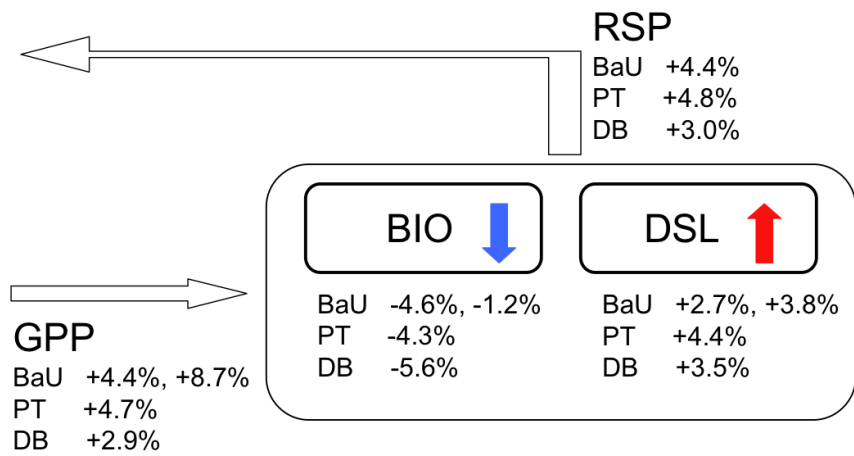 RSP
BaU +4.4%
PT +4.8%
DB +3.0%
BIO
DSL
BaU -4.6%, -1.2%
PT -4.3%
DB -5.6%
BaU +2.7%, +3.8%
PT +4.4%
DB +3.5%
GPP
BaU +4.4%, +8.7%
PT +4.7%
DB +2.9%